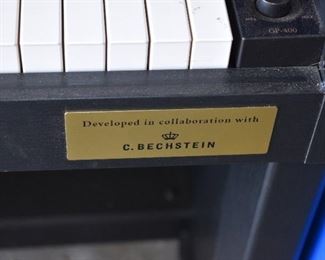 GP-400
Developed in collaboration with
C. BECHSTEIN